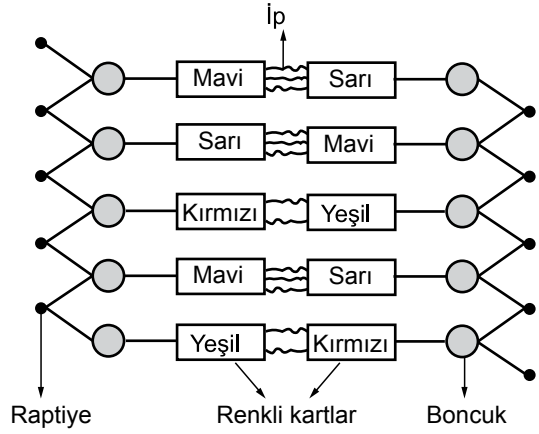 İp
Mavi Sarı
Sarı Mavi
Kırmızı Yeşil
Mavi Sarı
Yeşil Kırmızı
Raptiye Renkli kartlar Boncuk